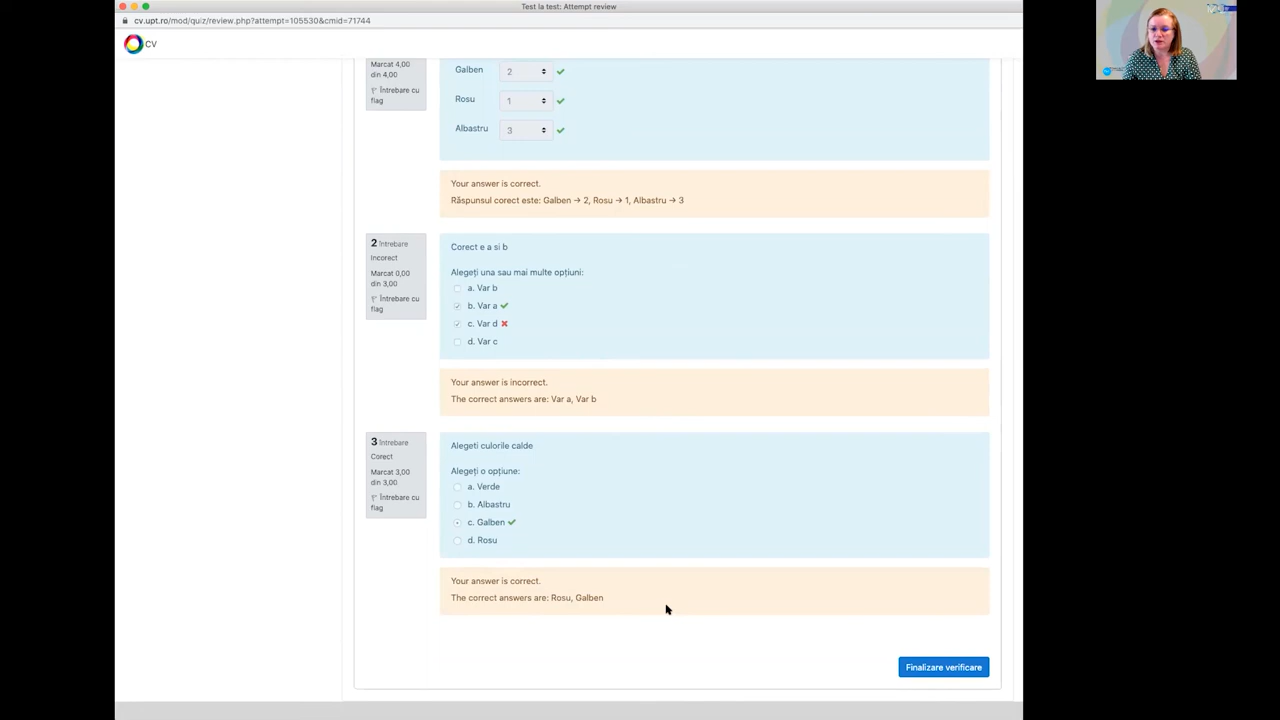 Test la test: Attempt review
cv.upt.ro/mod/quiz/review.php?attempt=105530&cmid=71744
CV
Marcat 4,00
din 4,00
Întrebare cu
flag
Galben 2
Rosu 1
Albastru 3
Your answer is correct.
Răspunsul corect este: Galben → 2, Rosu → 1, Albastru → 3
2 Întrebare
Incorect
Marcat 0,00
din 3,00
Întrebare cu
flag
Corect e a si b
Alegeți una sau mai multe opțiuni:
a. Var b
b. Var a
c. Var d
d. Var c
Your answer is incorrect.
The correct answers are: Var a, Var b
3 Întrebare
Corect
Marcat 3,00
din 3,00
Întrebare cu
flag
Alegeti culorile calde
Alegeți o opțiune:
a. Verde
b. Albastru
c. Galben
d. Rosu
Your answer is correct.
The correct answers are: Rosu, Galben
Finalizare verificare